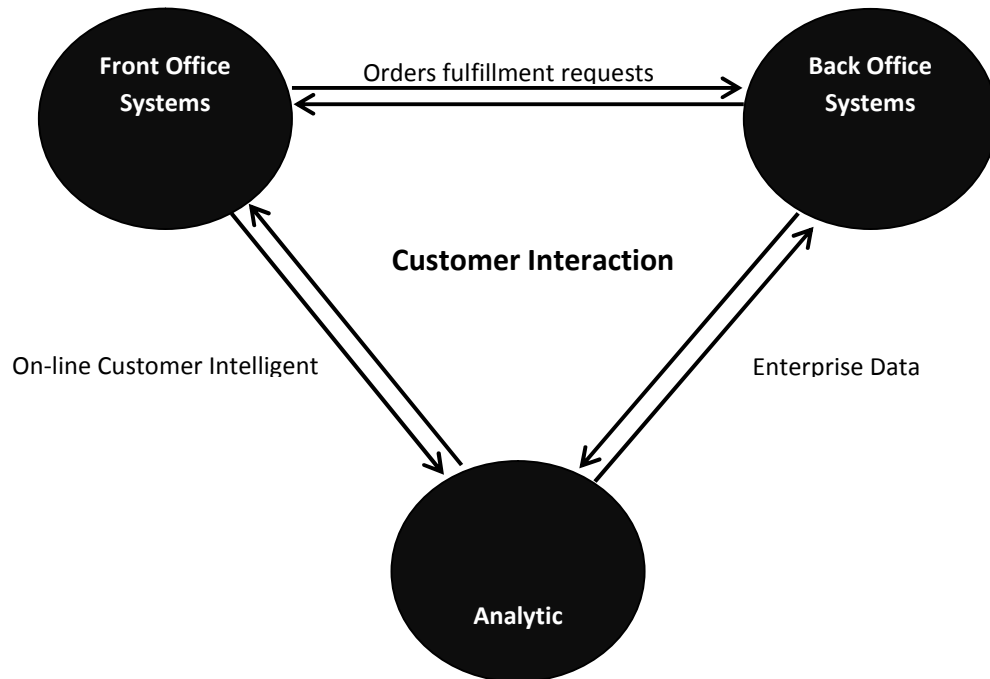 Front Office
Systems
Orders fulfillment requests
Back Office
Systems
Customer Interaction
On-line Customer Intelligent
Enterprise Data
Analytic